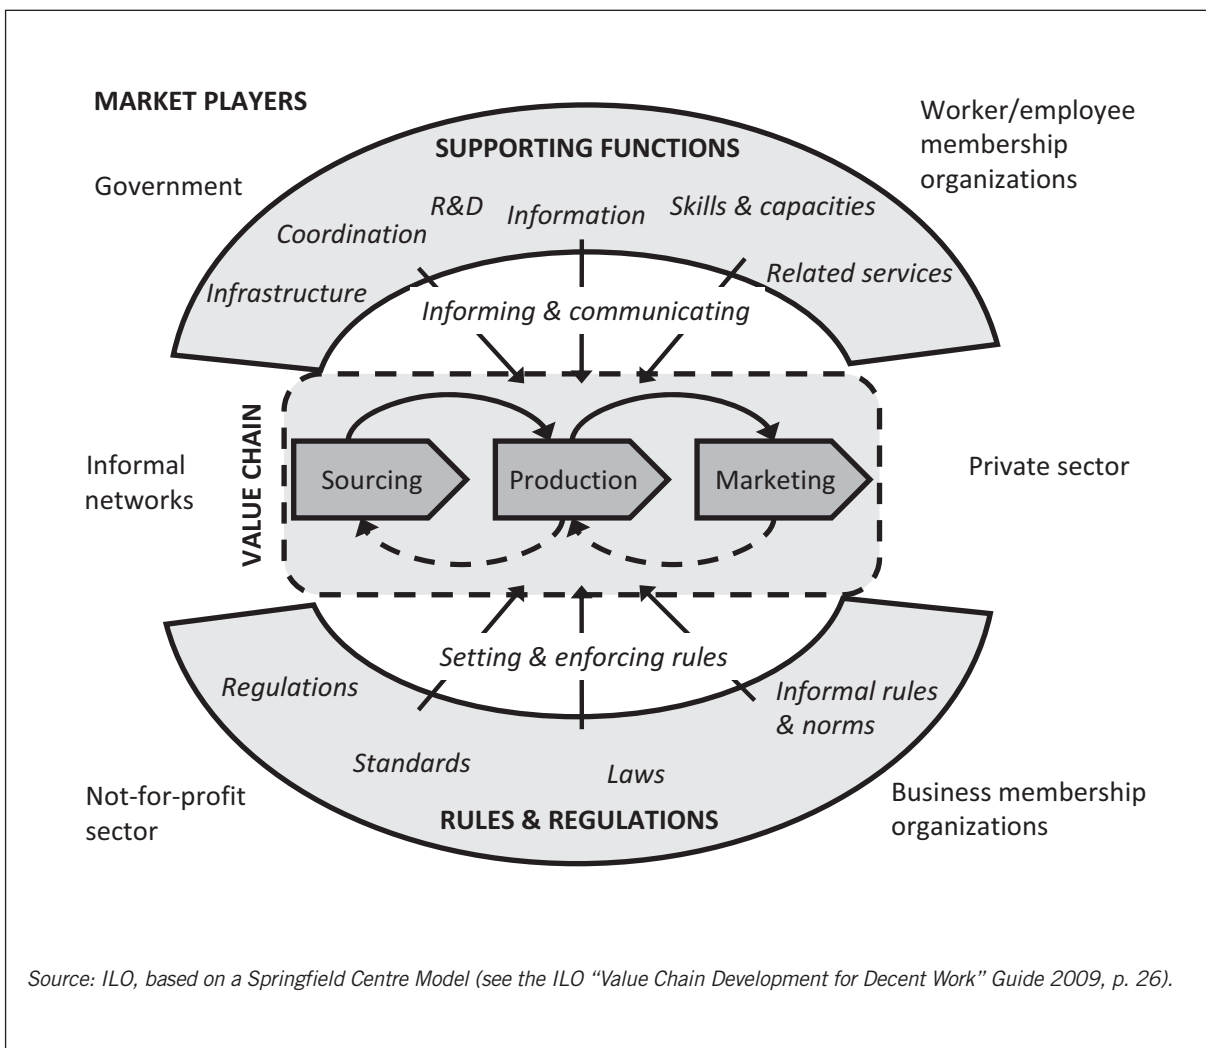 MARKET PLAYERS
Government
Worker/employee
membership
organizations
SUPPORTING FUNCTIONS
R&D
Information
Skills & capacities
Coordination
Related services
Infrastructure
Informing & communicating
VALUE CHAIN
Informal
networks
Sourcing
Production
Marketing
Private sector
Setting & enforcing rules
Regulations
Informal rules
& norms
Standards
Laws
RULES & REGULATIONS
Not-for-profit
sector
Business membership
organizations
Source: ILO, based on a Springfield Centre Model (see the ILO “Value Chain Development for Decent Work” Guide 2009, p. 26).